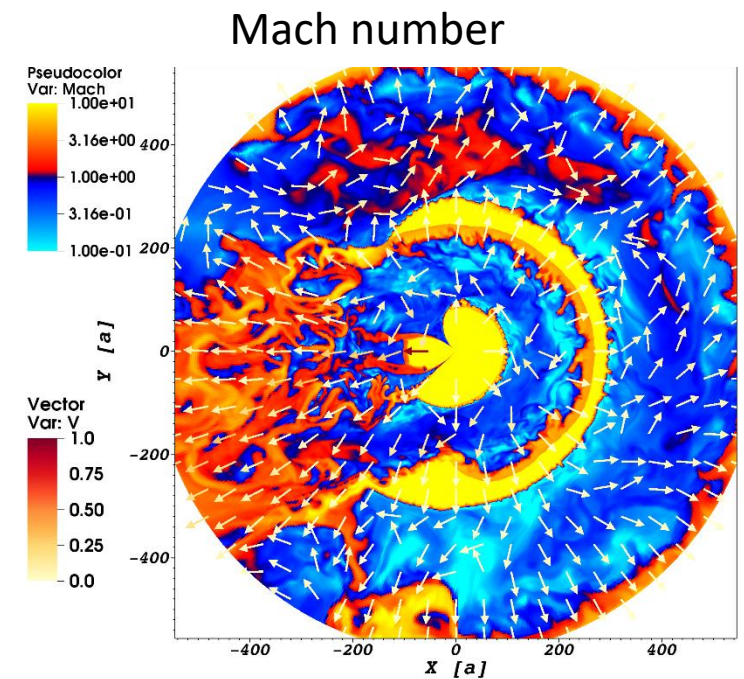 Mach number
Pseudocolor
Var: Mach
1.00e+01
3.16e+00
1.00e+00
3.16e-01
1.00e-01
Vector
Var: V
1.0
0.75
0.50
0.25
0.0
Y [a]
400
200
0
-200
-400
-400 -200 0 200 400
X [a]